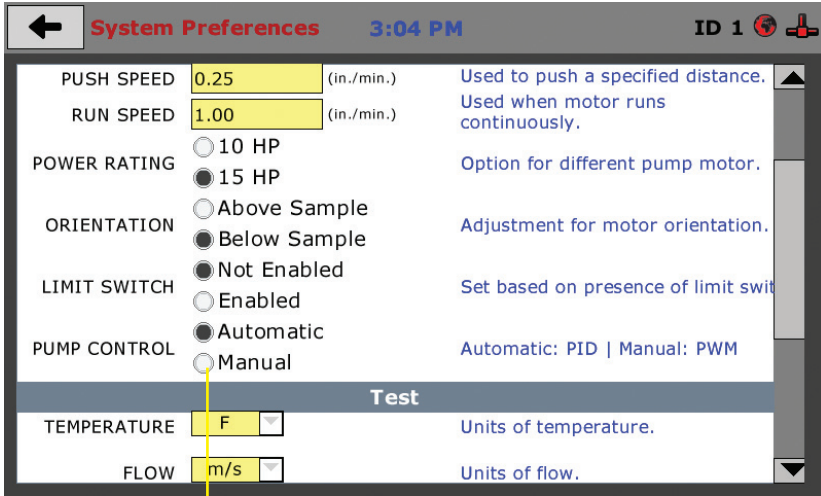 System Preferences 3:04 PM ID 1
PUSH SPEED 0.25 (in./min.) Used to push a specified distance.
RUN SPEED 1.00 (in./min.) Used when motor runs
continuously.
POWER RATING 10 HP Option for different pump motor.
15 HP
ORIENTATION Above Sample Adjustment for motor orientation.
Below Sample
LIMIT SWITCH Not Enabled Set based on presence of limit swit
Enabled
PUMP CONTROL Automatic Automatic: PID | Manual: PWM
Manual
Test
TEMPERATURE F Units of temperature.
FLOW m/s Units of flow.